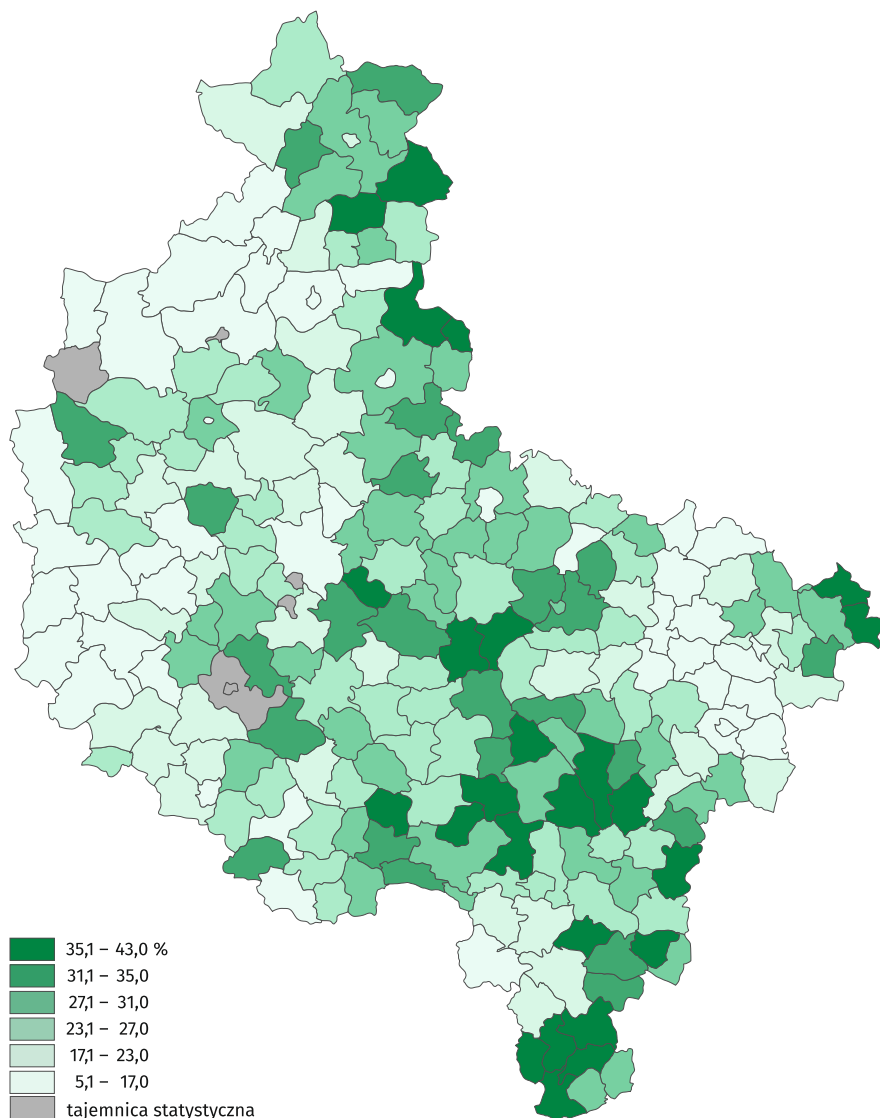 35,1 – 43,0 %
31,1 – 35,0
27,1 – 31,0
23,1 – 27,0
17,1 – 23,0
5,1 – 17,0
tajemnica statystyczna